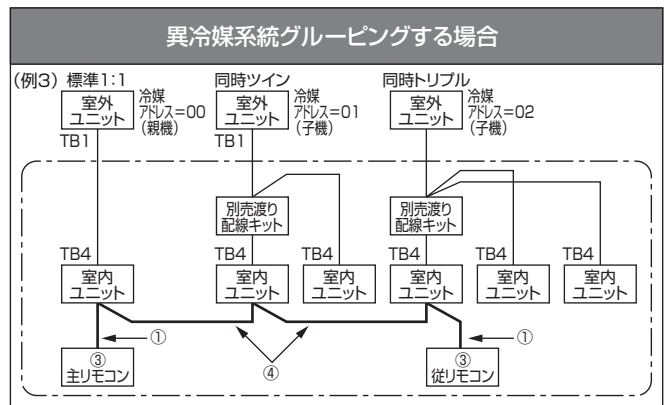 異冷媒系統グルーピングする場合
(例3) 標準1:1 同時ツイン 同時トリプル
室外
ユニット
冷媒
アドレス=00
(親機)
室外
ユニット
冷媒
アドレス=01
(子機)
室外
ユニット
冷媒
アドレス=02
(子機)
TB1 TB1
別売渡り
配線キット
別売渡り
配線キット
TB4 TB4 TB4 TB4 TB4 TB4
室内
ユニット
室内
ユニット
室内
ユニット
室内
ユニット
室内
ユニット
室内
ユニット
① ④ ①
③
主リモコン
③
従リモコン